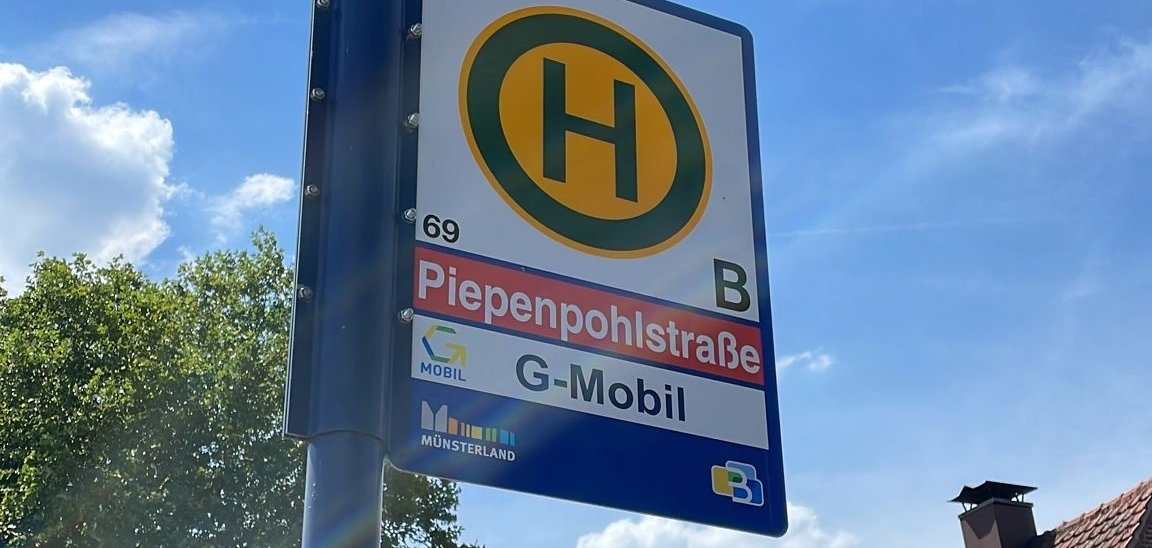 H
69
B
Piepenpohlstraße
G MOBIL
G-Mobil
MÜNSTERLAND
B